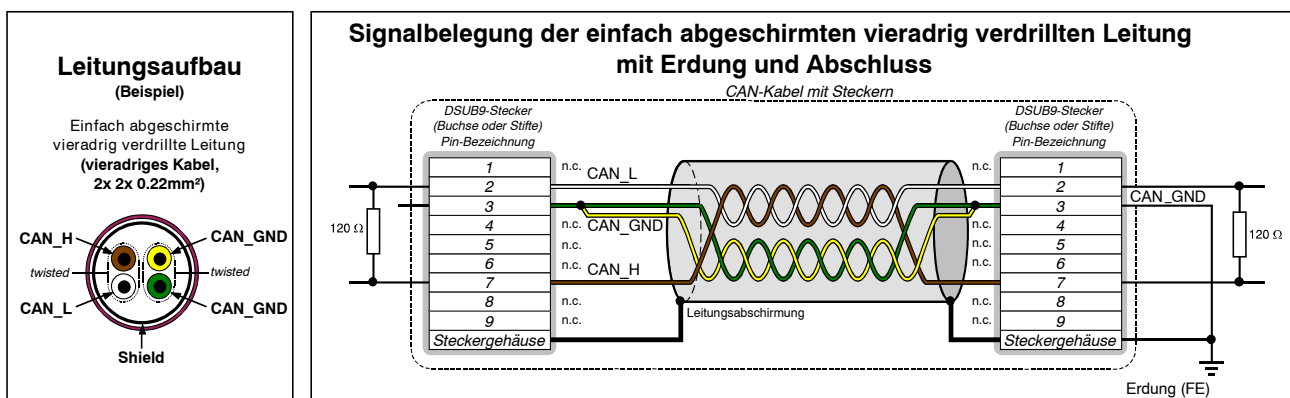 Leitungsaufbau
(Beispiel)
Einfach abgeschirmte
vieradrig verdrillte Leitung
(vieradriges Kabel,
2x 2x 0.22mm²)
CAN_H
CAN_GND
twisted
twisted
CAN_L
CAN_GND
Shield
Signalbelegung der einfach abgeschirmten vieradrig verdrillten Leitung
mit Erdung und Abschluss
CAN-Kabel mit Steckern
DSUB9-Stecker
(Buchse oder Stifte)
Pin-Bezeichnung
1
2
3
4
5
6
7
8
9
Steckergehäuse
120 Ω
n.c.
CAN_L
n.c.
CAN_GND
n.c.
n.c.
CAN_H
n.c.
n.c.
Leitungsabschirmung
DSUB9-Stecker
(Buchse oder Stifte)
Pin-Bezeichnung
n.c.
n.c.
n.c.
n.c.
n.c.
n.c.
1
2
3
4
5
6
7
8
9
Steckergehäuse
CAN_GND
120 Ω
Erdung (FE)